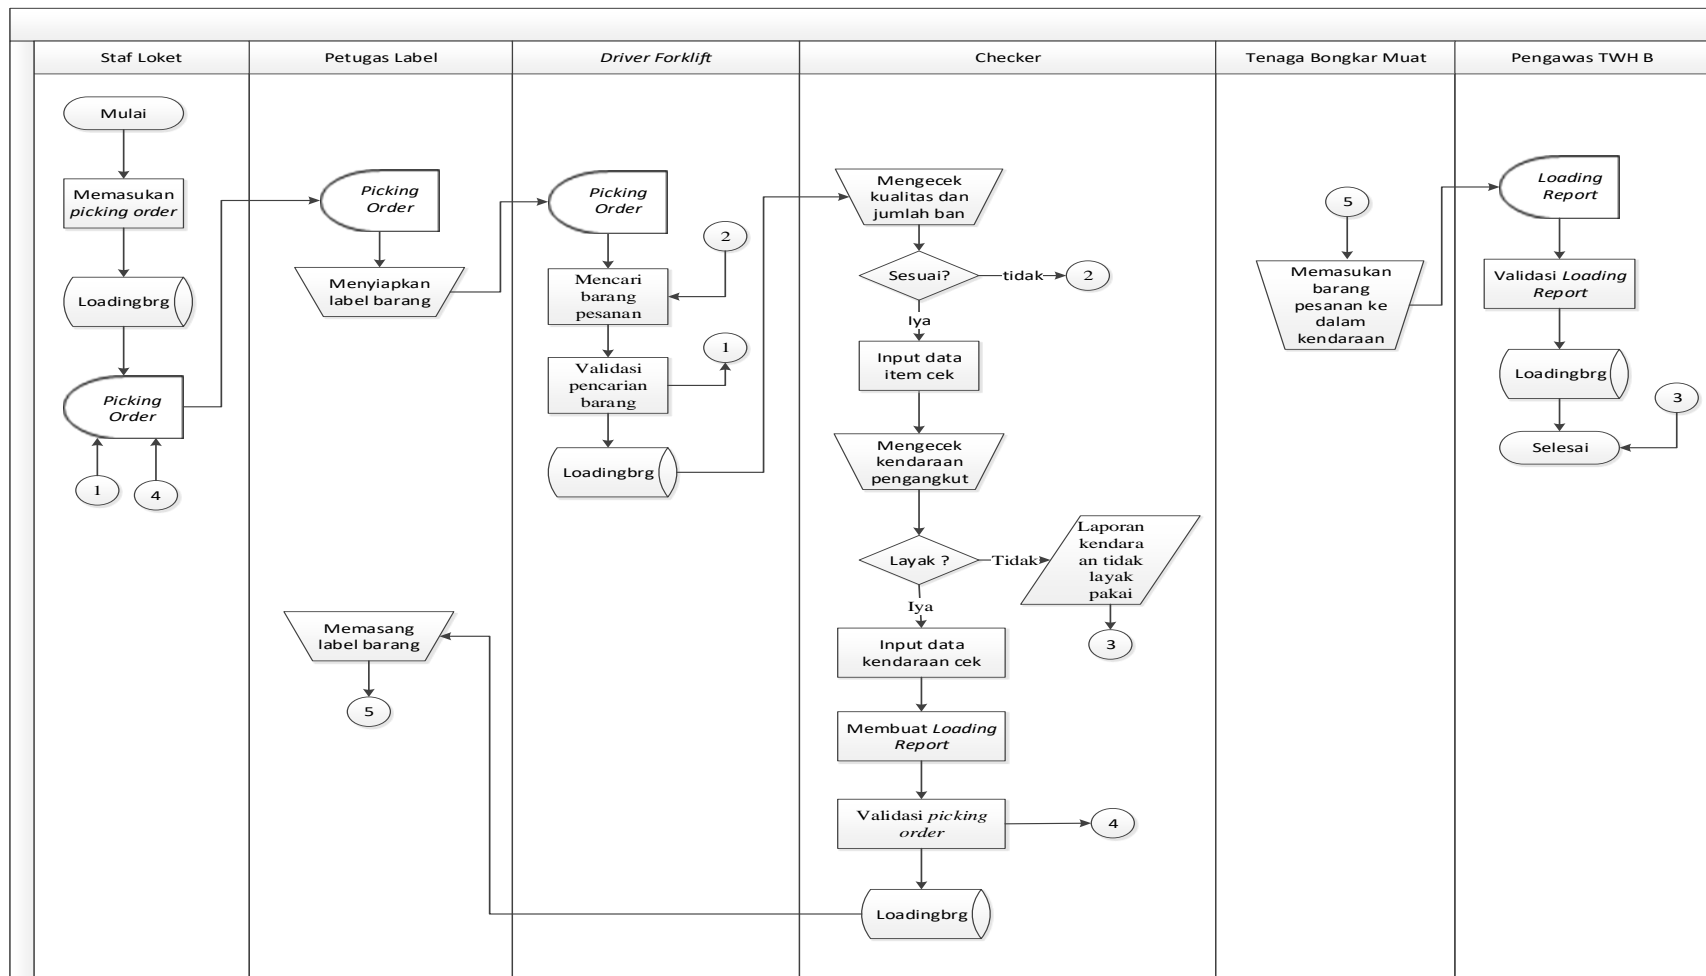 Staf Loket
Petugas Label
Driver Forklift
Checker
Tenaga Bongkar Muat
Pengawas TWH B
Mulai
Memasukan
picking order
Loadingbrg
Picking
Order
1
4
Picking
Order
Menyiapkan
label barang
Memasang
label barang
5
Picking
Order
2
Mencari
barang
pesanan
1
Validasi
pencarian
barang
Loadingbrg
Mengecek
kualitas dan
jumlah ban
Sesuai?
tidak
2
Iya
Input data
item cek
Mengecek
kendaraan
pengangkut
Layak ?
Tidak
Laporan
kendara
an tidak
layak
pakai
3
Iya
Input data
kendaraan cek
Membuat Loading
Report
Validasi picking
order
4
Loadingbrg
5
Memasukan
barang
pesanan ke
dalam
kendaraan
Loading
Report
Validasi Loading
Report
Loadingbrg
3
Selesai